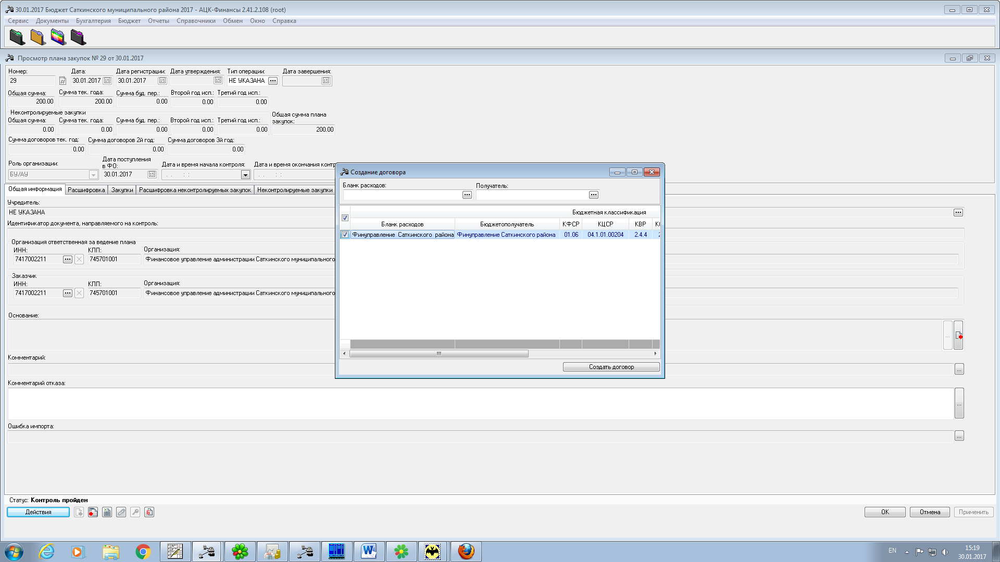 30.01.2017 Бюджет Саткинского муниципального района 2017 - АЦК-Финансы 2.41.2.108 (root)
Сервис Документы Бухгалтерия Бюджет Отчеты Справочники Обмен Окно Справка
Просмотр плана закупок № 29 от 30.01.2017
Номер: Дата: Дата регистрации: Дата утверждения: Тип операции: Дата завершения:
29 # 30.01.2017 15 30.01.2017 15 15 НЕ УКАЗАНА ... 15
Общая сумма: Сумма тек. года: Сумма буд. пер.: Второй год исп.: Третий год исп.:
200.00 200.00 0.00 0.00 0.00
Неконтролируемые закупки
Общая сумма: Сумма тек. года: Сумма буд. пер.: Второй год исп.: Третий год исп.: Общая сумма плана закупок:
0.00 0.00 0.00 0.00 0.00 200.00
Сумма договоров тек. год: Сумма договоров 2й год: Сумма договоров 3й год:
0.00 0.00 0.00
Роль организации: Дата поступления в ФО: Дата и время начала контроля: Дата и время окончания контр
БУ/АУ 30.01.2017 15 . . : : . . : :
Общая информация Расшифровка Закупки Расшифровка неконтролируемых закупок Неконтролируемые закупки
Учредитель:
НЕ УКАЗАНА ...
Идентификатор документа, направляемого на контроль:
Организация ответственная за ведение плана
ИНН: КПП: Организация:
7417002211 ... 745701001 Финансовое управление администрации Саткинского муниципального
Заказчик
ИНН: КПП: Организация:
7417002211 ... 745701001 Финансовое управление администрации Саткинского муниципального
Основание:
...
Комментарий:
...
Комментарий отказа:
...
Ошибка импорта:
...
Создание договора
Бланк расходов: Получатель:
... ...
Бюджетная классификация
Бланк расходов Бюджетополучатель КФСР КЦСР КВР
Финуправление Саткинского района Финуправление Саткинского района 01.06 04.1.01.00204 2.4.4
Создать договор
Статус: Контроль пройден
Действия ОК Отмена Применить
EN 15:19
30.01.2017